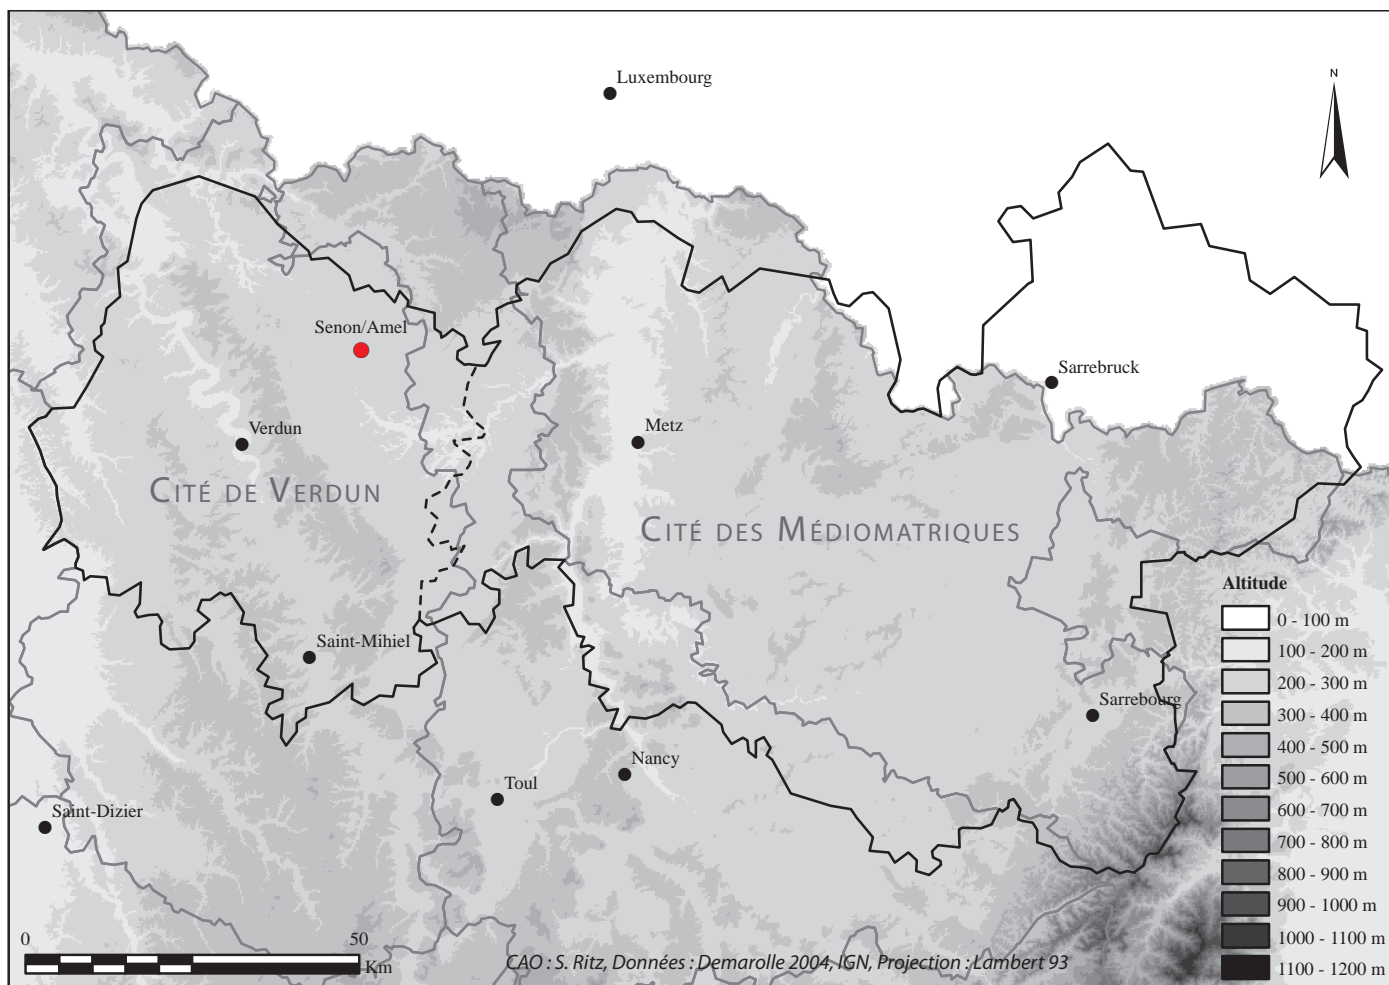 Luxembourg
N
Senon/Amel
Sarrebruck
Verdun
Metz
CITÉ DE VERDUN
CITÉ DES MÉDIOMATRIQUES
Saint-Mihiel
Sarrebourg
Nancy
Toul
Saint-Dizier
Altitude
0 - 100 m
100 - 200 m
200 - 300 m
300 - 400 m
400 - 500 m
500 - 600 m
600 - 700 m
700 - 800 m
800 - 900 m
900 - 1000 m
1000 - 1100 m
1100 - 1200 m
0 50
Km
CAO : S. Ritz, Données : Demarolle 2004, IGN, Projection : Lambert 93